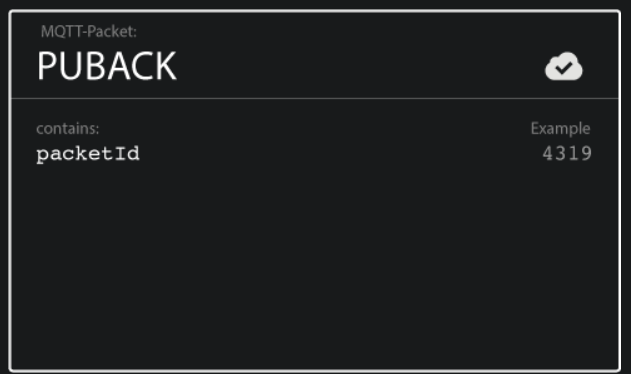 MQTT-Packet:
PUBACK
contains: Example
packetId 4319